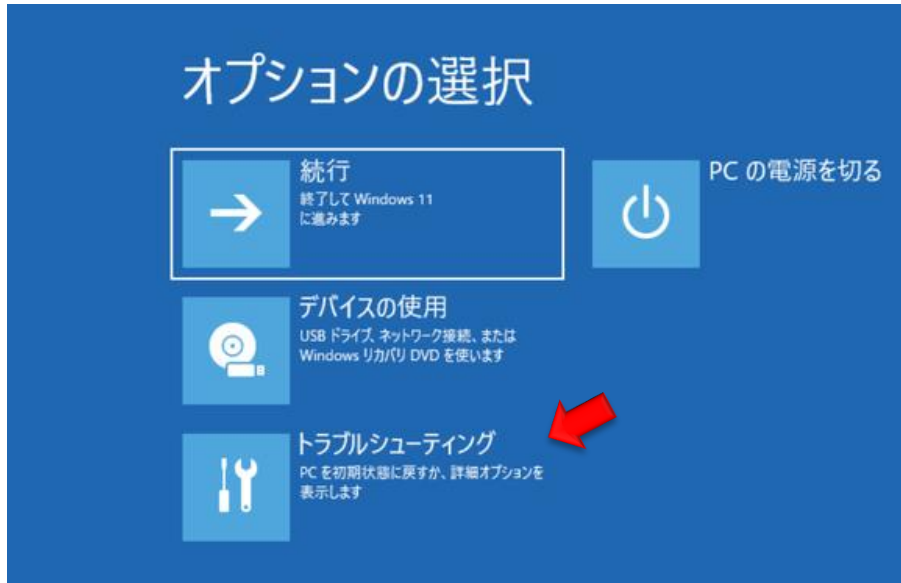 オプションの選択
続行
終了して Windows 11
に進みます
PC の電源を切る
デバイスの使用
USB ドライブ、ネットワーク接続、または
Windows リカバリ DVD を使います
トラブルシューティング
PC を初期状態に戻すか、詳細オプションを
表示します